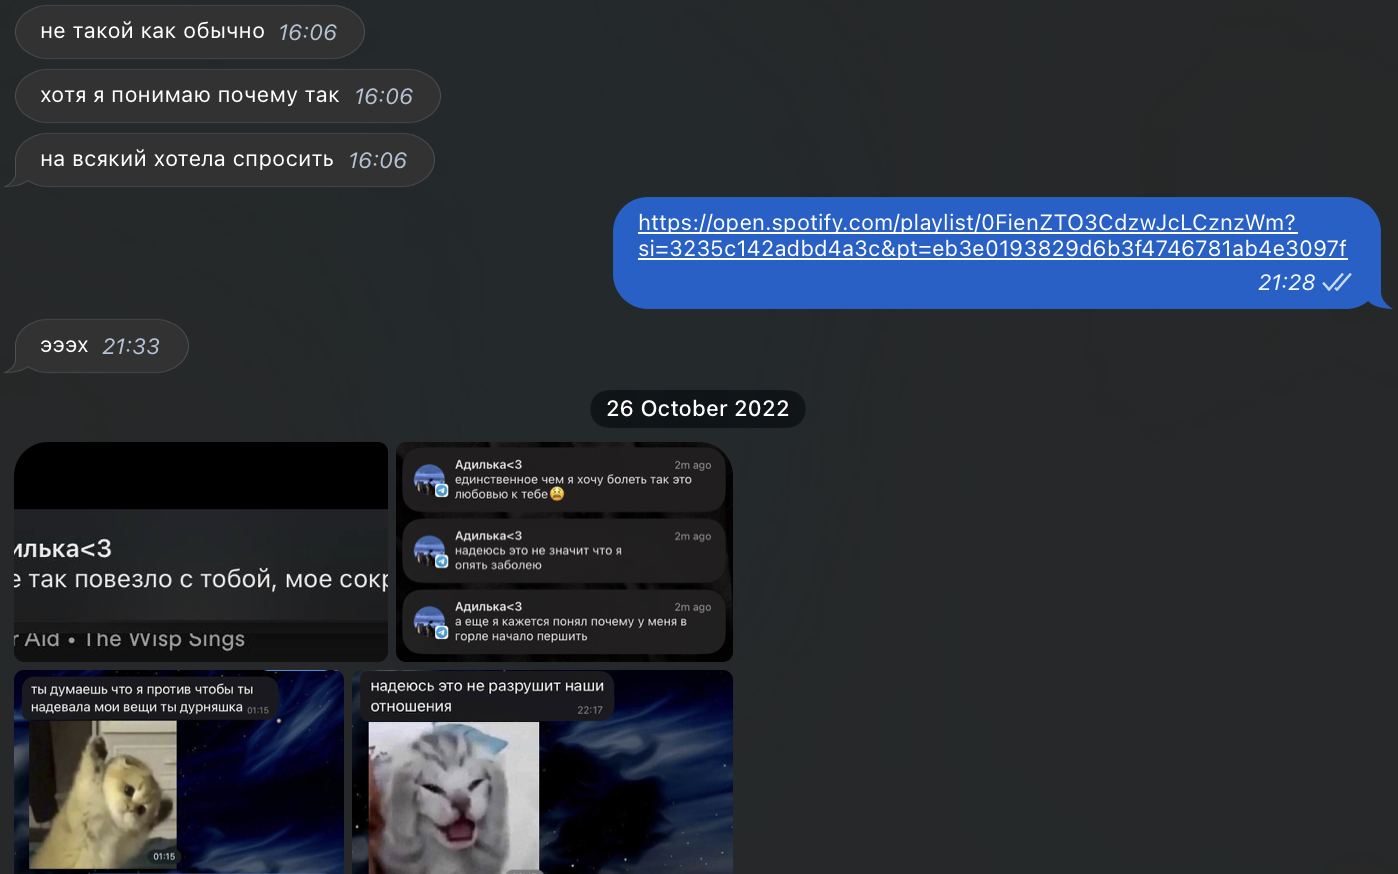 не такой как обычно 16:06
хотя я понимаю почему так 16:06
на всякий хотела спросить 16:06
https://open.spotify.com/playlist/0FienZTO3CdzwJcLCznzWm?
si=3235c142adbd4a3c&pt=eb3e0193829d6b3f4746781ab4e3097f
21:28
эээх 21:33
26 October 2022
илька<3
е так повезло с тобой, мое сокр
r Aid • The Wisp Sings
Адилька<3 2m ago
единственное чем я хочу болеть так это
любовью к тебе😫
Адилька<3 2m ago
надеюсь это не значит что я
опять заболею
Адилька<3 2m ago
а еще я кажется понял почему у меня в
горле начало першить
ты думаешь что я против чтобы ты
надевала мои вещи ты дурняшка 01:15
01:15
надеюсь это не разрушит наши
отношения
22:17